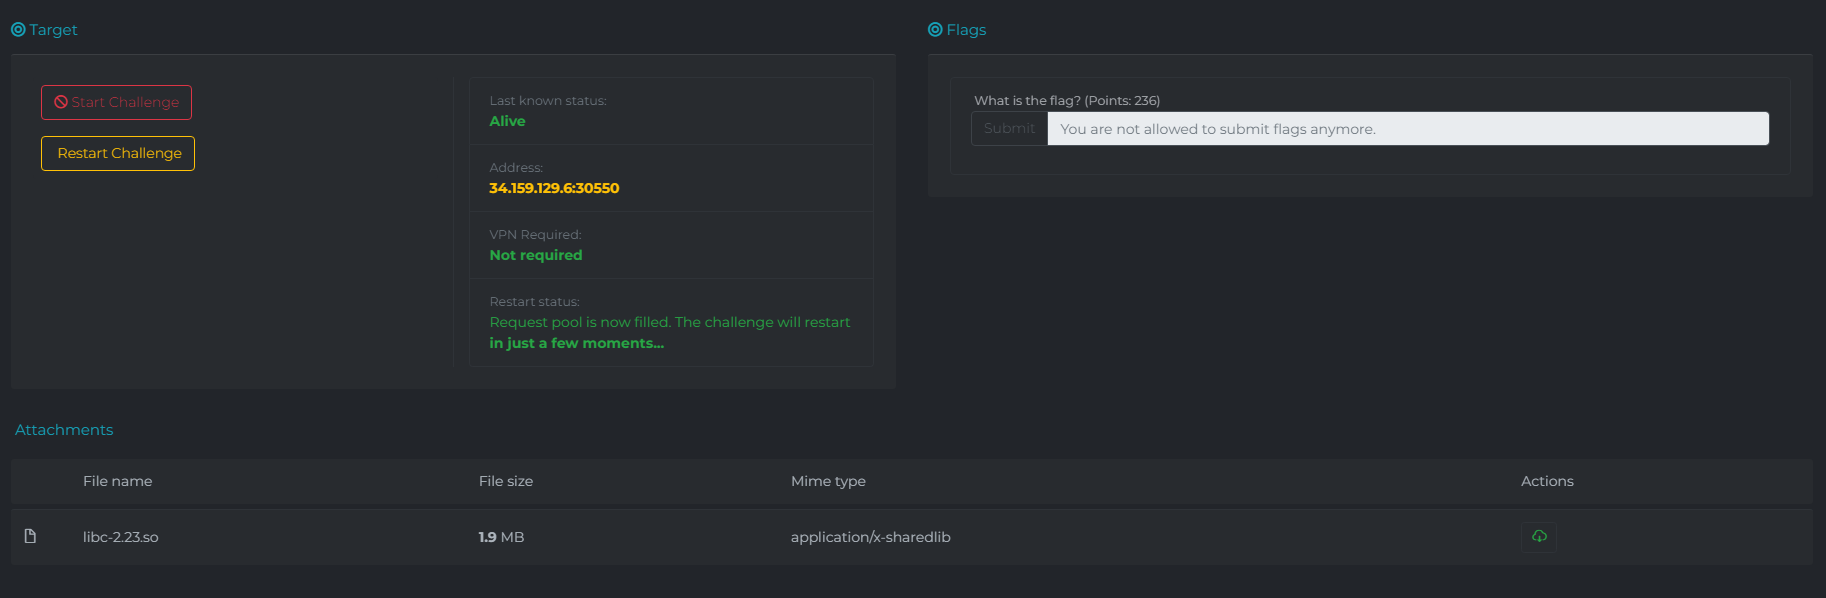 Target
Start Challenge
Restart Challenge
Last known status:
Alive
Address:
34.159.129.6:30550
VPN Required:
Not required
Restart status:
Request pool is now filled. The challenge will restart
in just a few moments...
Flags
What is the flag? (Points: 236)
Submit You are not allowed to submit flags anymore.
Attachments
File name File size Mime type Actions
libc-2.23.so 1.9 MB application/x-sharedlib